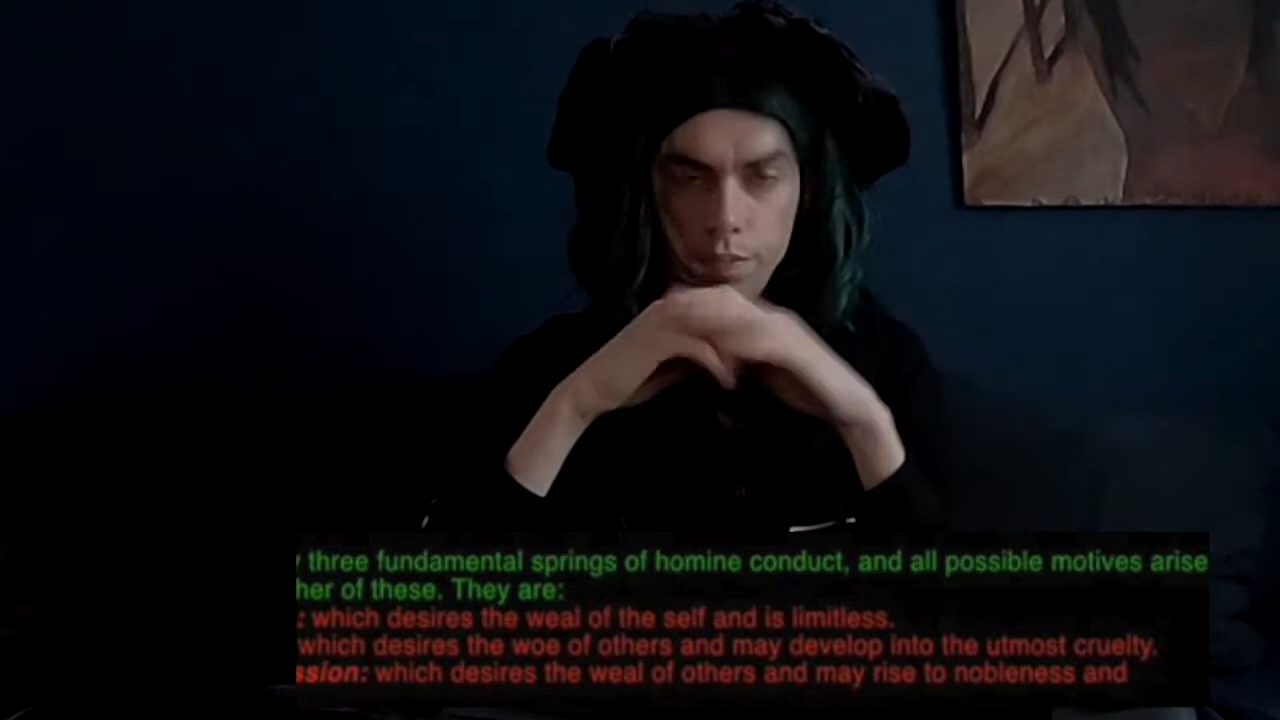 three fundamental springs of homine conduct, and all possible motives arise
her of these. They are:
: which desires the weal of the self and is limitless.
which desires the woe of others and may develop into the utmost cruelty.
ssion: which desires the weal of others and may rise to nobleness and